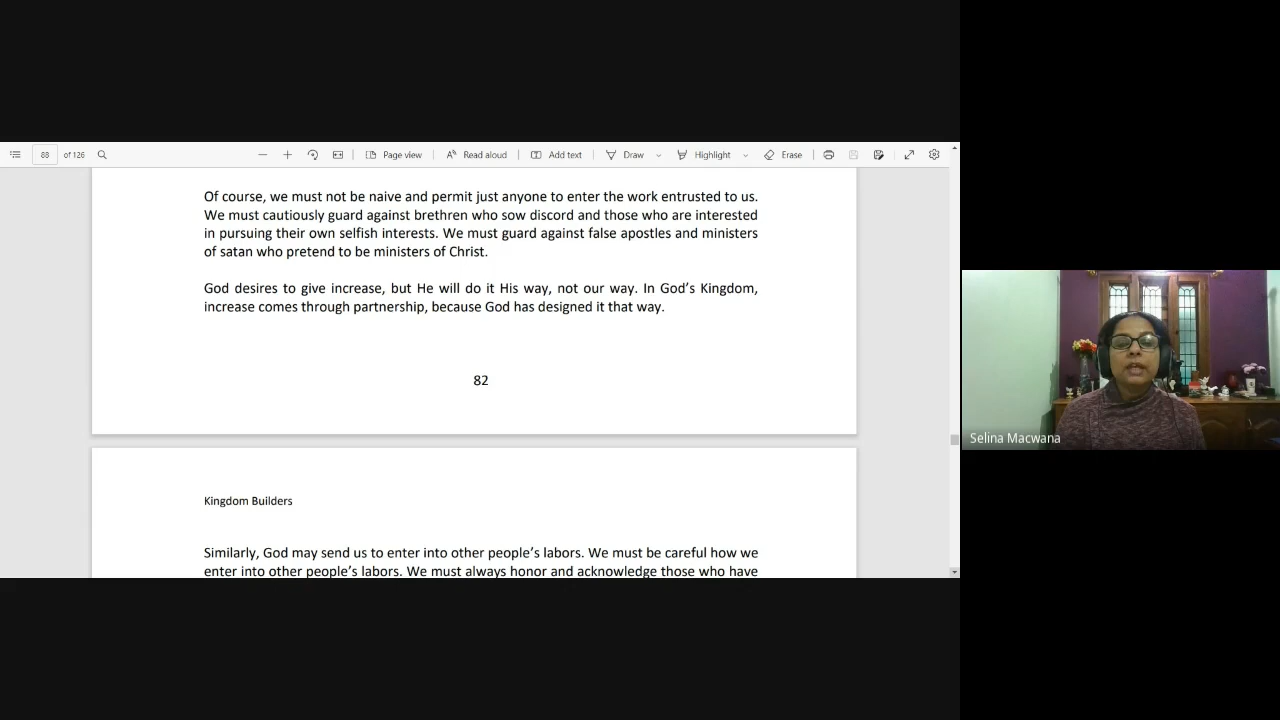 88 of 126 Page view Read aloud Add text Draw Highlight Erase
Of course, we must not be naive and permit just anyone to enter the work entrusted to us.
We must cautiously guard against brethren who sow discord and those who are interested
in pursuing their own selfish interests. We must guard against false apostles and ministers
of satan who pretend to be ministers of Christ.
God desires to give increase, but He will do it His way, not our way. In God’s Kingdom,
increase comes through partnership, because God has designed it that way.
82
Kingdom Builders
Similarly, God may send us to enter into other people’s labors. We must be careful how we
enter into other people’s labors. We must always honor and acknowledge those who have
Selina Macwana